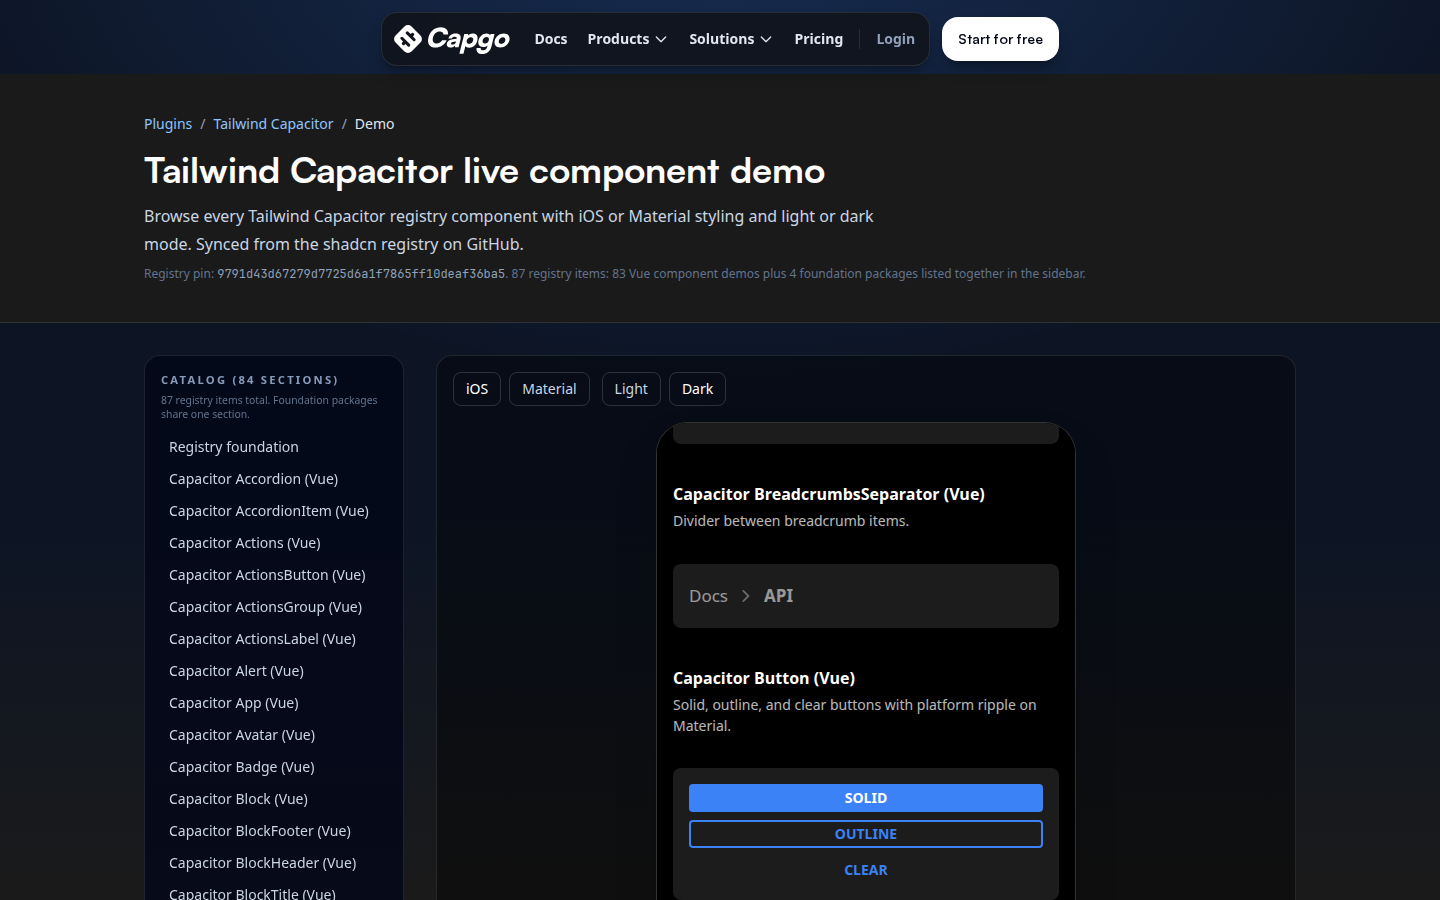 Capgo
Docs
Products
Solutions
Pricing
Login
Start for free
Plugins / Tailwind Capacitor / Demo
Tailwind Capacitor live component demo
Browse every Tailwind Capacitor registry component with iOS or Material styling and light or dark
mode. Synced from the shadcn registry on GitHub.
Registry pin: 9791d43d67279d7725d6a1f7865ff10deaf36ba5. 87 registry items: 83 Vue component demos plus 4 foundation packages listed together in the sidebar.
CATALOG (84 SECTIONS)
87 registry items total. Foundation packages
share one section.
Registry foundation
Capacitor Accordion (Vue)
Capacitor AccordionItem (Vue)
Capacitor Actions (Vue)
Capacitor ActionsButton (Vue)
Capacitor ActionsGroup (Vue)
Capacitor ActionsLabel (Vue)
Capacitor Alert (Vue)
Capacitor App (Vue)
Capacitor Avatar (Vue)
Capacitor Badge (Vue)
Capacitor Block (Vue)
Capacitor BlockFooter (Vue)
Capacitor BlockHeader (Vue)
Capacitor BlockTitle (Vue)
iOS
Material
Light
Dark
Capacitor BreadcrumbsSeparator (Vue)
Divider between breadcrumb items.
Docs
API
Capacitor Button (Vue)
Solid, outline, and clear buttons with platform ripple on
Material.
SOLID
OUTLINE
CLEAR